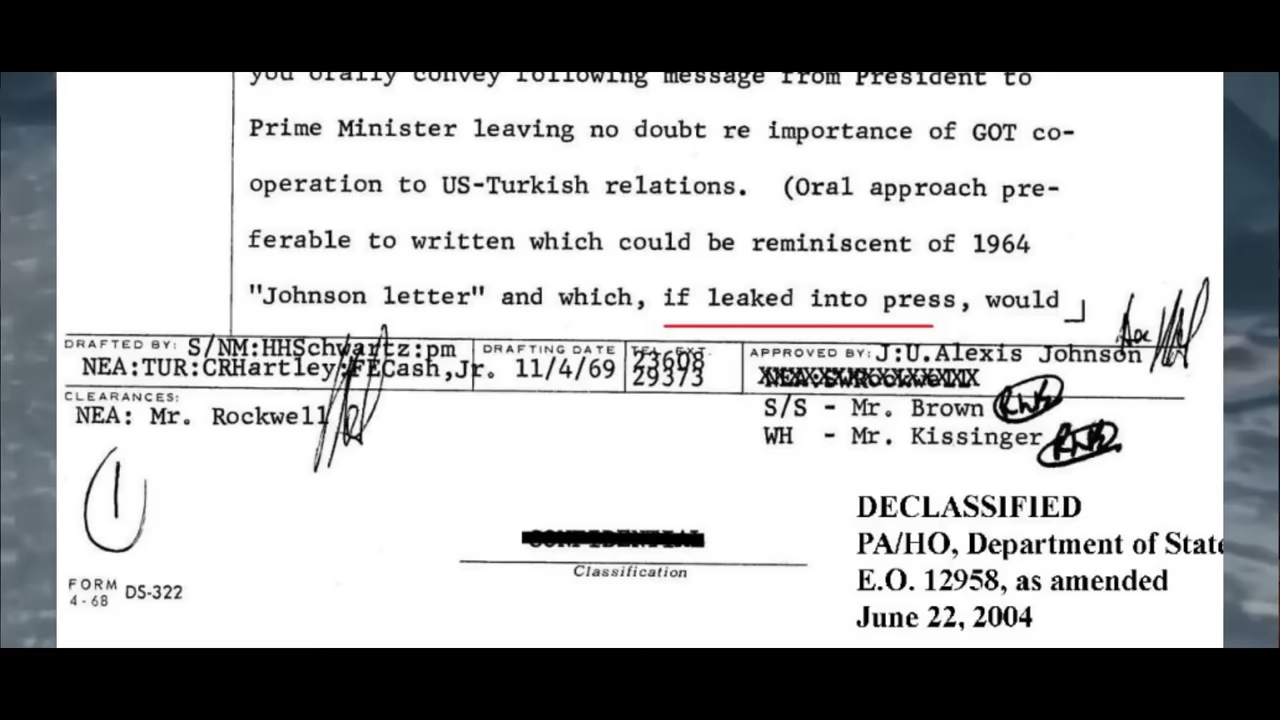 you orally convey following message from President to
Prime Minister leaving no doubt re importance of GOT co-
operation to US-Turkish relations. (Oral approach pre-
ferable to written which could be reminiscent of 1964
"Johnson letter" and which, if leaked into press, would
DRAFTED BY: S/NM:HHSchwartz:pm
NEA:TUR:CRHartley:FECash,Jr.
DRAFTING DATE
11/4/69
TEL. EXT.
23608
29373
APPROVED BY: J:U.Alexis Johnson
CLEARANCES:
NEA: Mr. Rockwell
S/S - Mr. Brown
WH - Mr. Kissinger
1
CONFIDENTIAL
Classification
FORM DS-322
4-68
DECLASSIFIED
PA/HO, Department of State
E.O. 12958, as amended
June 22, 2004